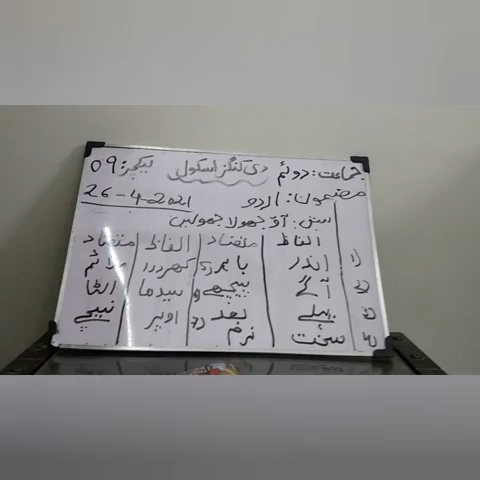 جماعت: دوئم دی کنگز اسکول لیکچر: 09
مضمون: اردو 26-4-2021
سبق: آؤ جھولا جھولیں
الفاظ متضاد الفاظ متضاد
اندر باہر کھردرا ملائم
آگے پیچھے سیدھا الٹا
پہلے بعد اوپر نیچے
سخت نرم